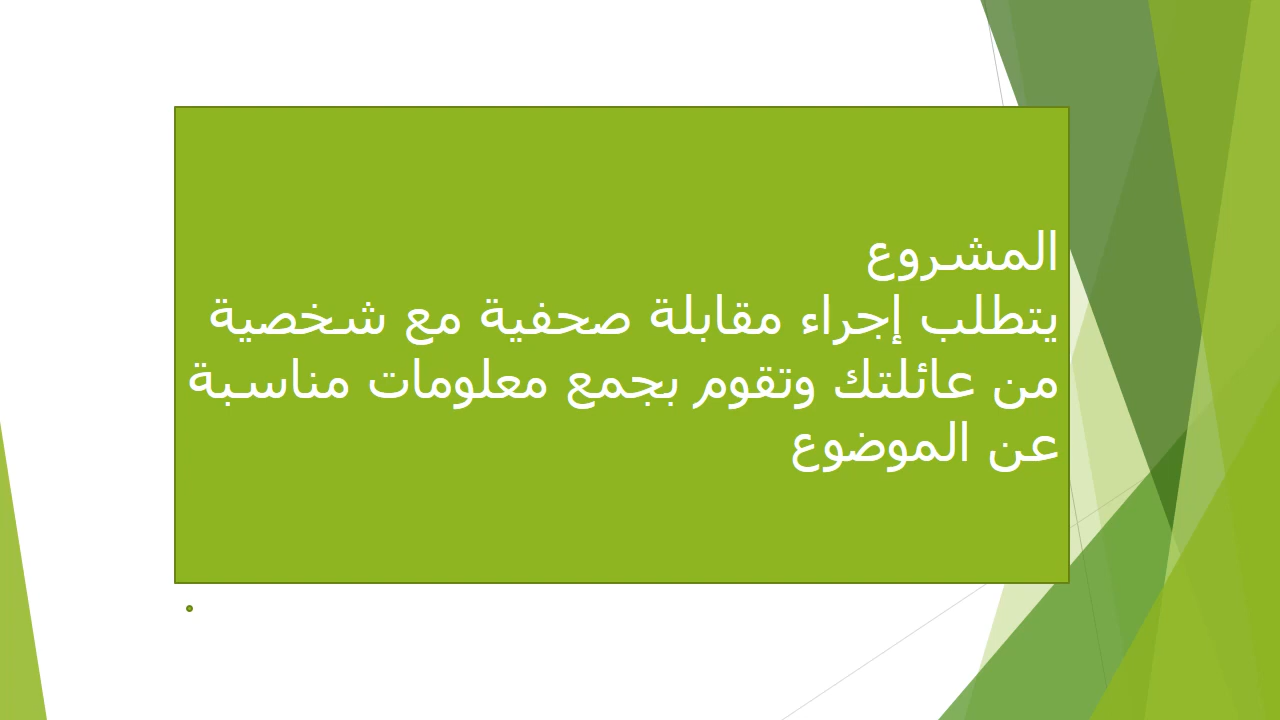 المشروع
يتطلب إجراء مقابلة صحفية مع شخصية
من عائلتك وتقوم بجمع معلومات مناسبة
عن الموضوع